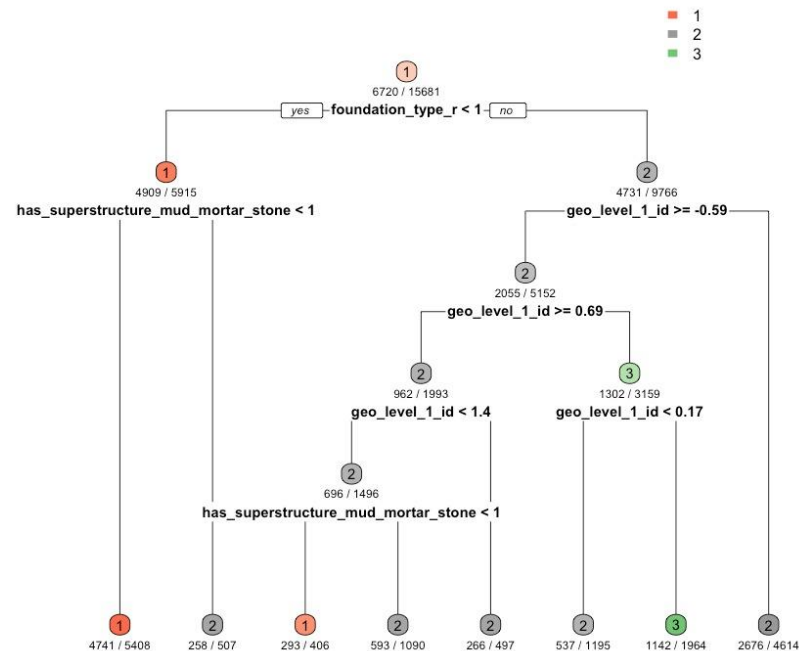 1
2
3
1
6720 / 15681
yes foundation_type_r < 1 no
1
4909 / 5915
has_superstructure_mud_mortar_stone < 1
2
4731 / 9766
geo_level_1_id >= -0.59
2
2055 / 5152
geo_level_1_id >= 0.69
2
962 / 1993
geo_level_1_id < 1.4
3
1302 / 3159
geo_level_1_id < 0.17
2
696 / 1496
has_superstructure_mud_mortar_stone < 1
1 2 1 2 2 2 3 2
4741 / 5408 258 / 507 293 / 406 593 / 1090 266 / 497 537 / 1195 1142 / 1964 2676 / 4614